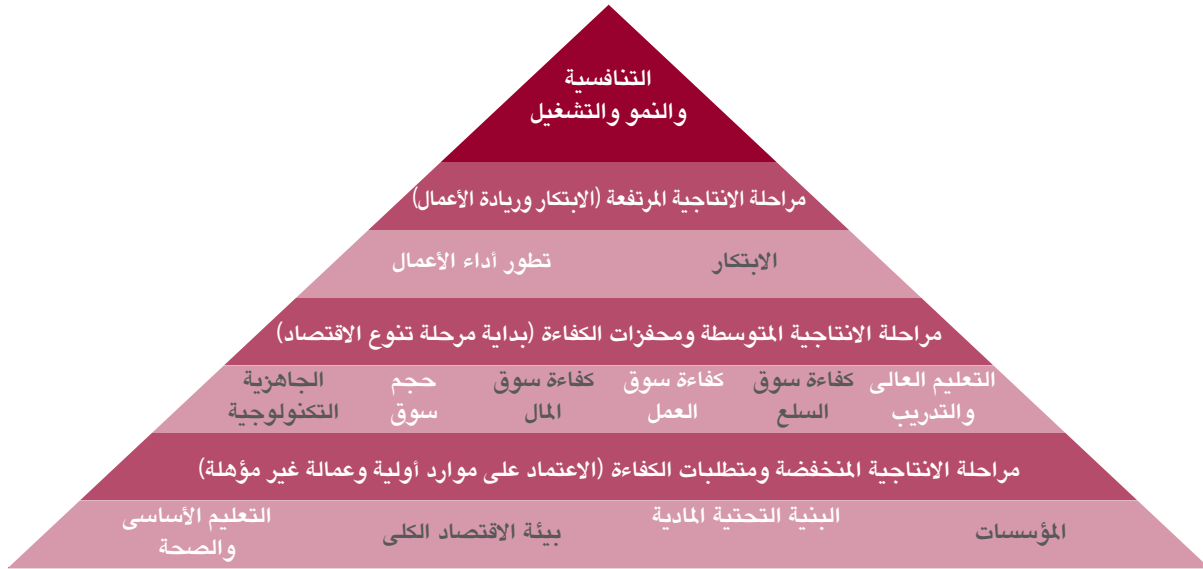 التنافسية
والنمو والتشغيل
مراحلة الانتاجية المرتفعة (الابتكار وريادة الأعمال)
الابتكار
تطور أداء الأعمال
مراحلة الانتاجية المتوسطة ومحفزات الكفاءة (بداية مرحلة تنوع الاقتصاد)
التعليم العالى
والتدريب
كفاءة سوق
السلع
كفاءة سوق
العمل
كفاءة سوق
المال
حجم
سوق
الجاهزية
التكنولوجية
مراحلة الانتاجية المنخفضة ومتطلبات الكفاءة (الاعتماد على موارد أولية وعمالة غير مؤهلة)
المؤسسات
البنية التحتية المادية
بيئة الاقتصاد الكلى
التعليم الأساسى
والصحة